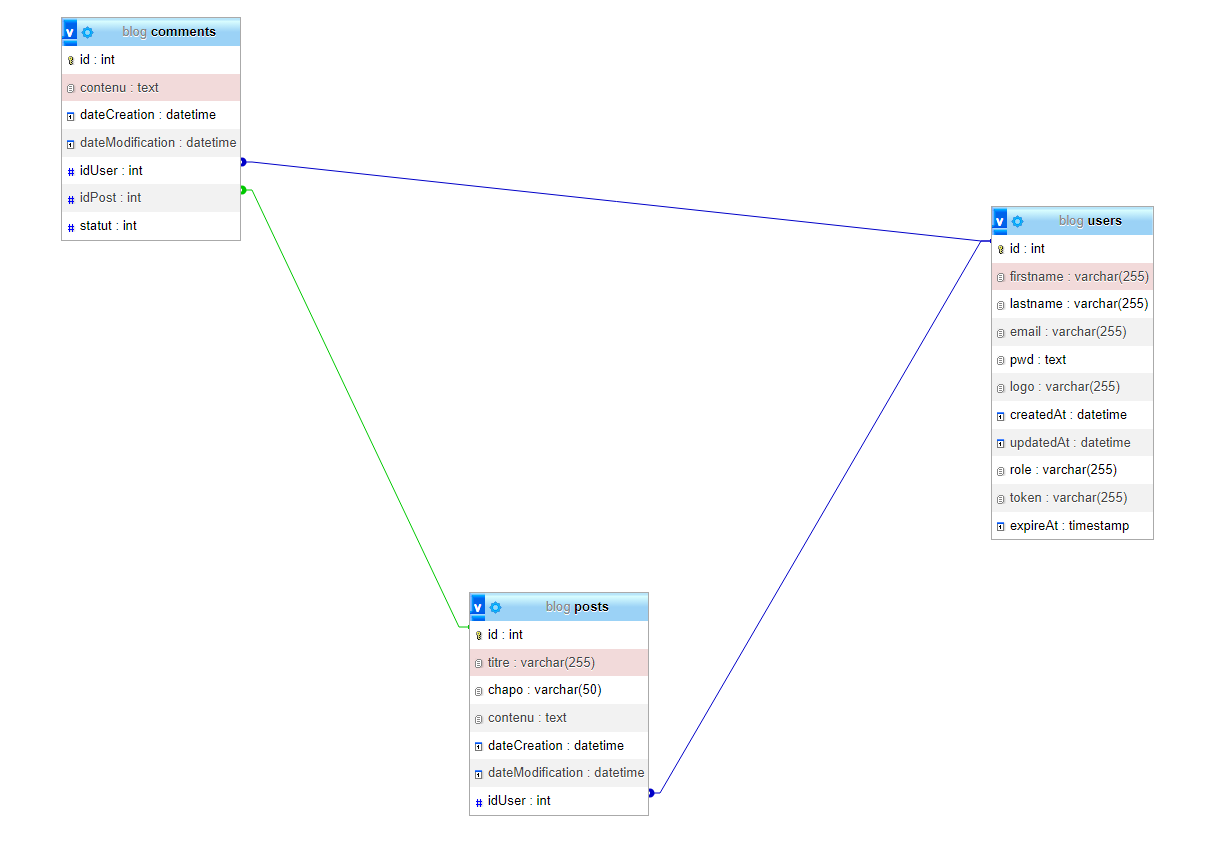 v blog comments
id : int
contenu : text
dateCreation : datetime
dateModification : datetime
# idUser : int
# idPost : int
# statut : int
v blog users
id : int
firstname : varchar(255)
lastname : varchar(255)
email : varchar(255)
pwd : text
logo : varchar(255)
createdAt : datetime
updatedAt : datetime
role : varchar(255)
token : varchar(255)
expireAt : timestamp
v blog posts
id : int
titre : varchar(255)
chapo : varchar(50)
contenu : text
dateCreation : datetime
dateModification : datetime
# idUser : int